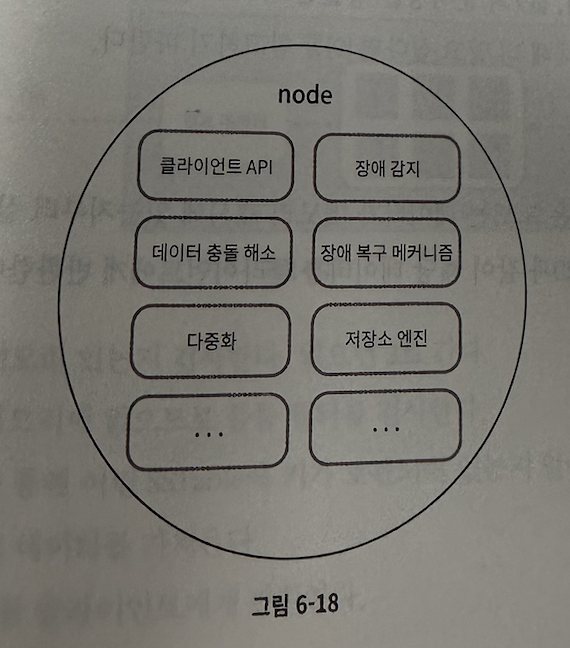 node
클라이언트 API
장애 감지
데이터 충돌 해소
장애 복구 메커니즘
다중화
저장소 엔진
...
...
그림 6-18